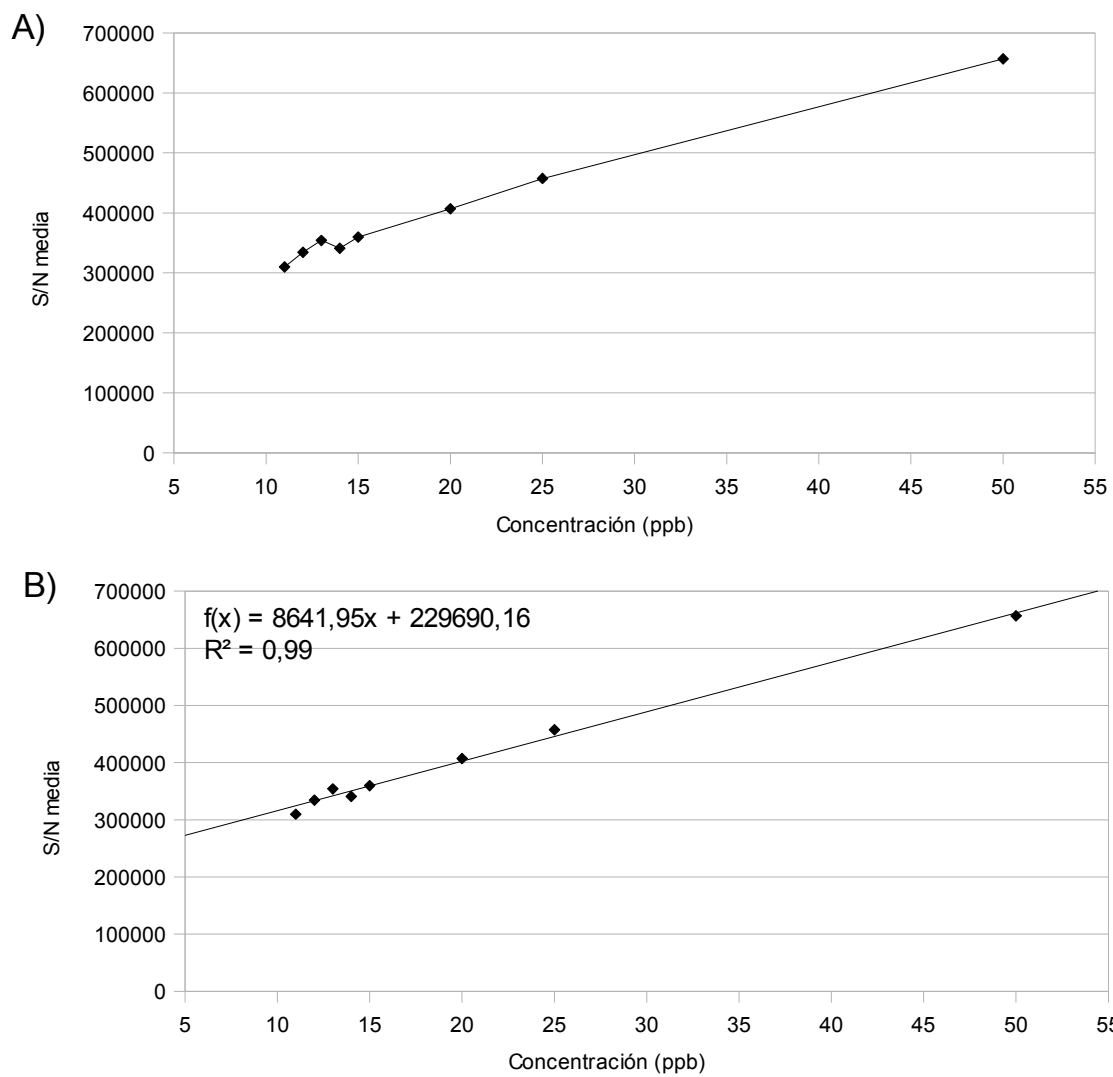 A)
700000
600000
500000
400000
300000
200000
100000
0
S/N media
5 10 15 20 25 30 35 40 45 50 55
Concentración (ppb)
B)
700000
600000
500000
400000
300000
200000
100000
0
f(x) = 8641,95x + 229690,16
R² = 0,99
S/N media
5 10 15 20 25 30 35 40 45 50 55
Concentración (ppb)